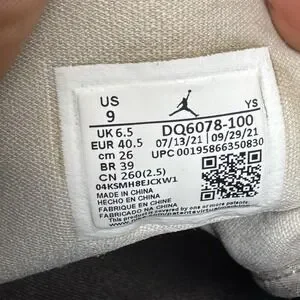 US
9
YS
UK 6.5
EUR 40.5
cm 26
BR 39
CN 260(2.5)
DQ6078-100
07/13/21 09/29/21
UPC 00195866350830
04KSMH8EJCXW1
MADE IN CHINA
HECHO EN CHINA
FABRIQUE EN CHINE
FABRICADO NA CHINA